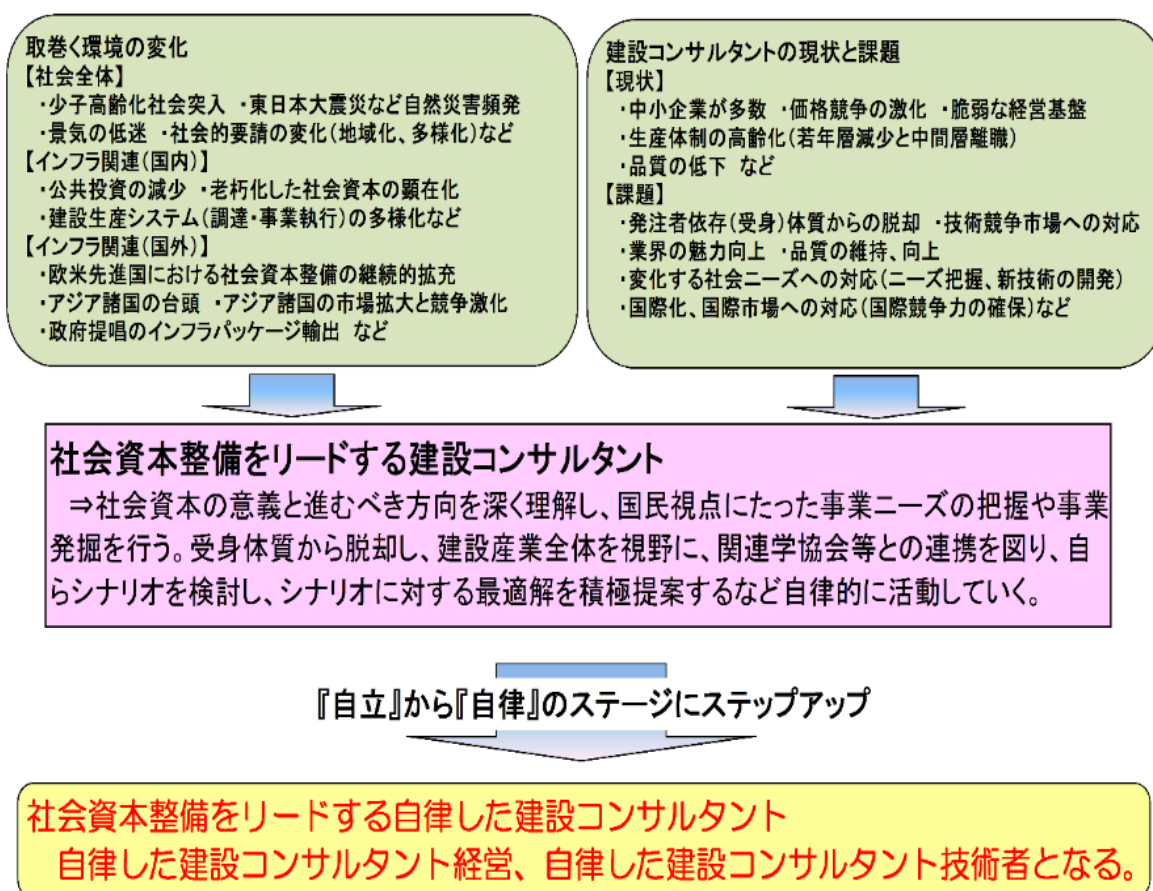 取巻く環境の変化
【社会全体】
・少子高齢化社会突入 ・東日本大震災など自然災害頻発
・景気の低迷 ・社会的要請の変化(地域化、多様化)など
【インフラ関連(国内)】
・公共投資の減少 ・老朽化した社会資本の顕在化
・建設生産システム(調達・事業執行)の多様化など
【インフラ関連(国外)】
・欧米先進国における社会資本整備の継続的拡充
・アジア諸国の台頭 ・アジア諸国の市場拡大と競争激化
・政府提唱のインフラパッケージ輸出 など
建設コンサルタントの現状と課題
【現状】
・中小企業が多数 ・価格競争の激化 ・脆弱な経営基盤
・生産体制の高齢化(若年層減少と中間層離職)
・品質の低下 など
【課題】
・発注者依存(受身)体質からの脱却 ・技術競争市場への対応
・業界の魅力向上 ・品質の維持、向上
・変化する社会ニーズへの対応(ニーズ把握、新技術の開発)
・国際化、国際市場への対応(国際競争力の確保)など
社会資本整備をリードする建設コンサルタント
⇒社会資本の意義と進むべき方向を深く理解し、国民視点にたった事業ニーズの把握や事業
発掘を行う。受身体質から脱却し、建設産業全体を視野に、関連学協会等との連携を図り、自
らシナリオを検討し、シナリオに対する最適解を積極提案するなど自律的に活動していく。
『自立』から『自律』のステージにステップアップ
社会資本整備をリードする自律した建設コンサルタント
自律した建設コンサルタント経営、自律した建設コンサルタント技術者となる。